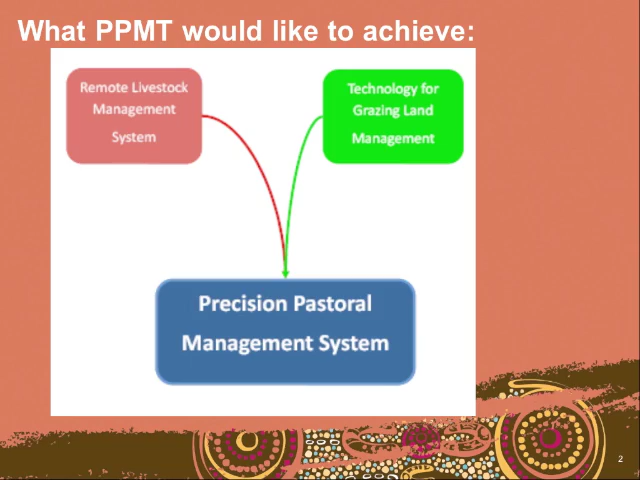 What PPMT would like to achieve:
Remote Livestock
Management
System
Technology for
Grazing Land
Management
Precision Pastoral
Management System
2